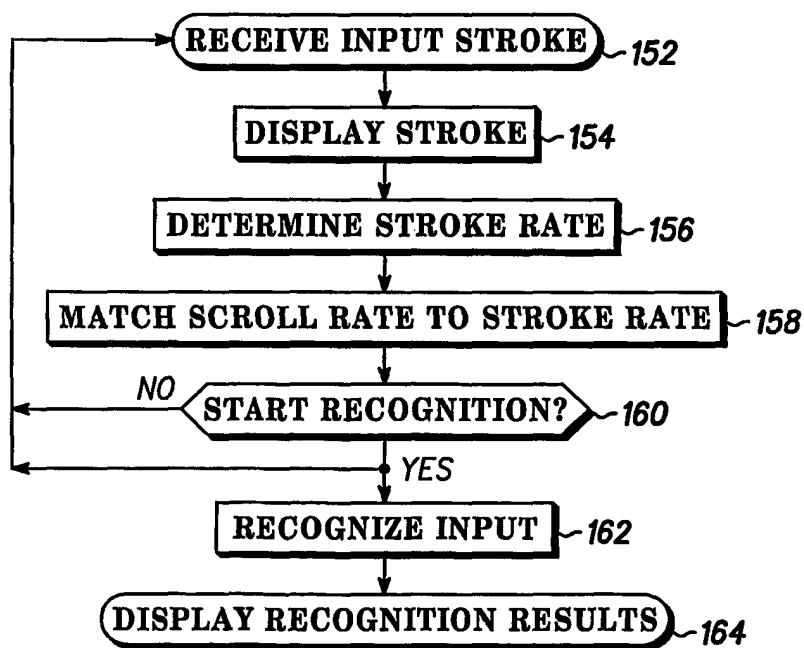 RECEIVE INPUT STROKE 152
DISPLAY STROKE 154
DETERMINE STROKE RATE 156
MATCH SCROLL RATE TO STROKE RATE 158
NO START RECOGNITION? 160
YES
RECOGNIZE INPUT 162
DISPLAY RECOGNITION RESULTS 164